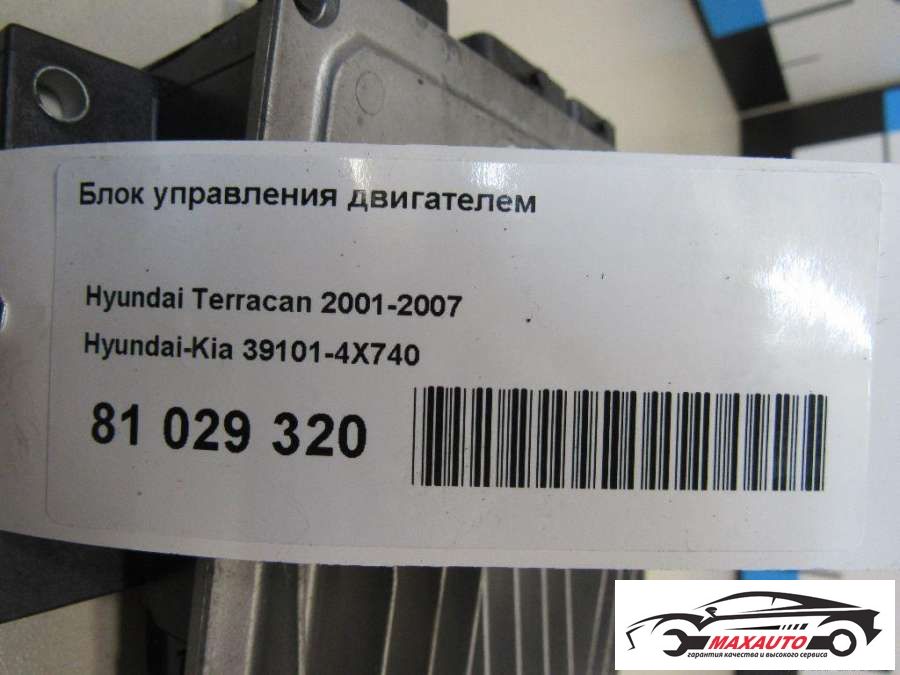 Блок управления двигателем
Hyundai Terracan 2001-2007
Hyundai-Kia 39101-4X740
81 029 320
MAXAUTO
гарантия качества и высокого сервиса